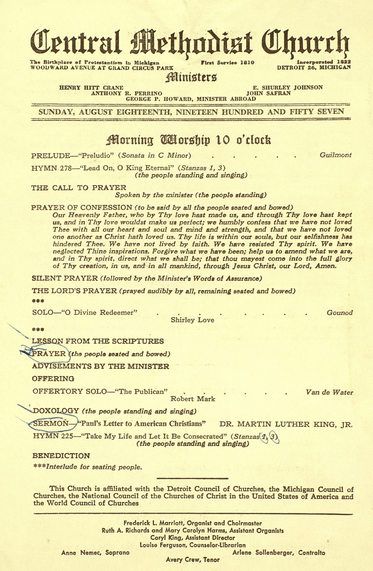 Central Methodist Church
The Birthplace of Protestantism in Michigan First Service 1810 Incorporated 1822
WOODWARD AVENUE AT GRAND CIRCUS PARK DETROIT 26, MICHIGAN
Ministers
HENRY HITT CRANE E. SHURLEY JOHNSON
ANTHONY R. PERRINO JOHN SAFRAN
GEORGE P. HOWARD, MINISTER ABROAD
SUNDAY, AUGUST EIGHTEENTH, NINETEEN HUNDRED AND FIFTY SEVEN
Morning Worship 10 o'clock
PRELUDE—"Preludio" (Sonata in C Minor) . . . . . Guilmant
HYMN 278—"Lead On, O King Eternal" (Stanzas 1, 3)
(the people standing and singing)
THE CALL TO PRAYER
Spoken by the minister (the people standing)
PRAYER OF CONFESSION (to be said by all the people seated and bowed)
Our Heavenly Father, who by Thy love hast made us, and through Thy love hast kept
us, and in Thy love wouldst make us perfect; we humbly confess that we have not loved
Thee with all our heart and soul and mind and strength, and that we have not loved
one another as Christ hath loved us. Thy life is within our souls, but our selfishness has
hindered Thee. We have not lived by faith. We have resisted Thy Spirit. We have
neglected Thine inspirations. Forgive what we have been; help us to amend what we are,
and in Thy Spirit, direct what we shall be; that thou mayest come into the full glory
of Thy creation, in us, and in all mankind, through Jesus Christ, our Lord, Amen.
SILENT PRAYER (followed by the Minister's Words of Assurance)
THE LORD'S PRAYER (prayed audibly by all, remaining seated and bowed)
***
SOLO—"O Divine Redeemer" . . . . . Gounod
Shirley Love
***
LESSON FROM THE SCRIPTURES
PRAYER (the people seated and bowed)
ADVISEMENTS BY THE MINISTER
OFFERING
OFFERTORY SOLO—"The Publican" . . . . . Van de Water
Robert Mark
DOXOLOGY (the people standing and singing)
SERMON—"Paul's Letter to American Christians" DR. MARTIN LUTHER KING, JR.
HYMN 225—"Take My Life and Let It Be Consecrated" (Stanzas 1, 3)
(the people standing and singing)
BENEDICTION
***Interlude for seating people.
This Church is affiliated with the Detroit Council of Churches, the Michigan Council of
Churches, the National Council of the Churches of Christ in the United States of America and
the World Council of Churches
Frederick L. Marriott, Organist and Choirmaster
Ruth A. Richards and Mary Carolyn Harms, Assistant Organists
Caryl King, Assistant Director
Louise Ferguson, Counselor-Librarian
Anne Nemec, Soprano Arlene Sollenberger, Contralto
Avery Crew, Tenor